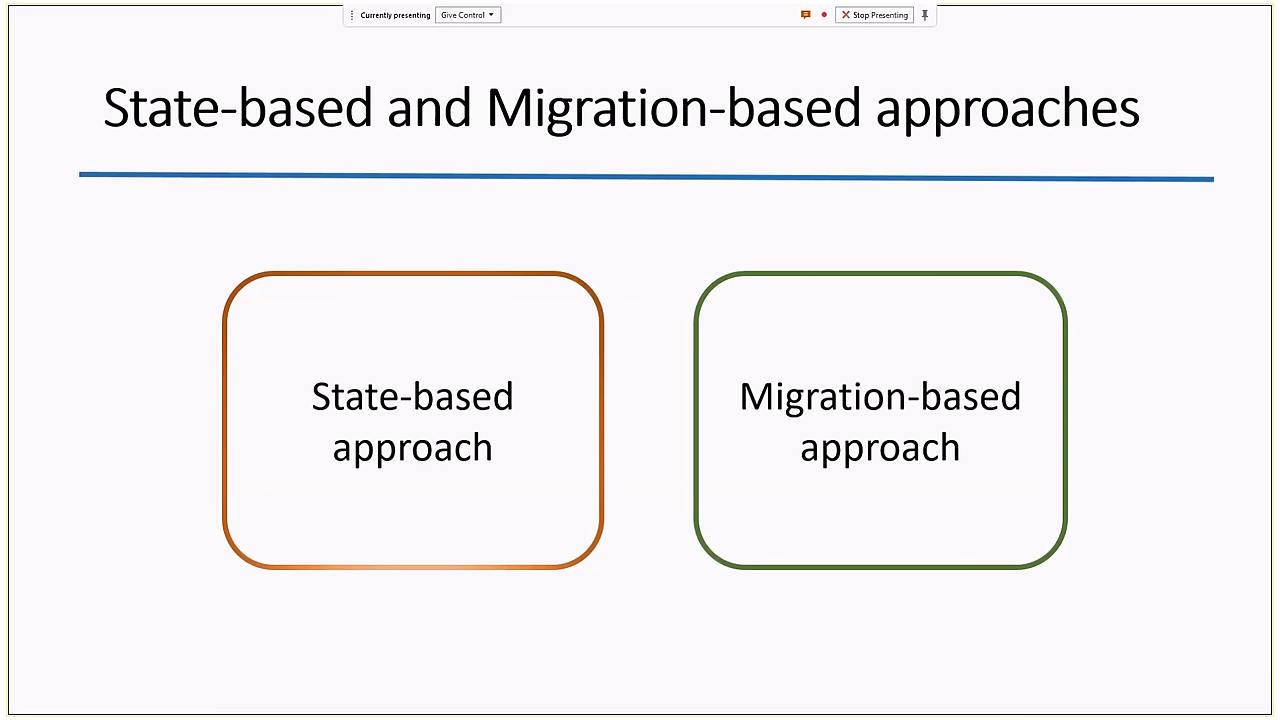 Currently presenting Give Control Stop Presenting
State-based and Migration-based approaches
State-based
approach
Migration-based
approach